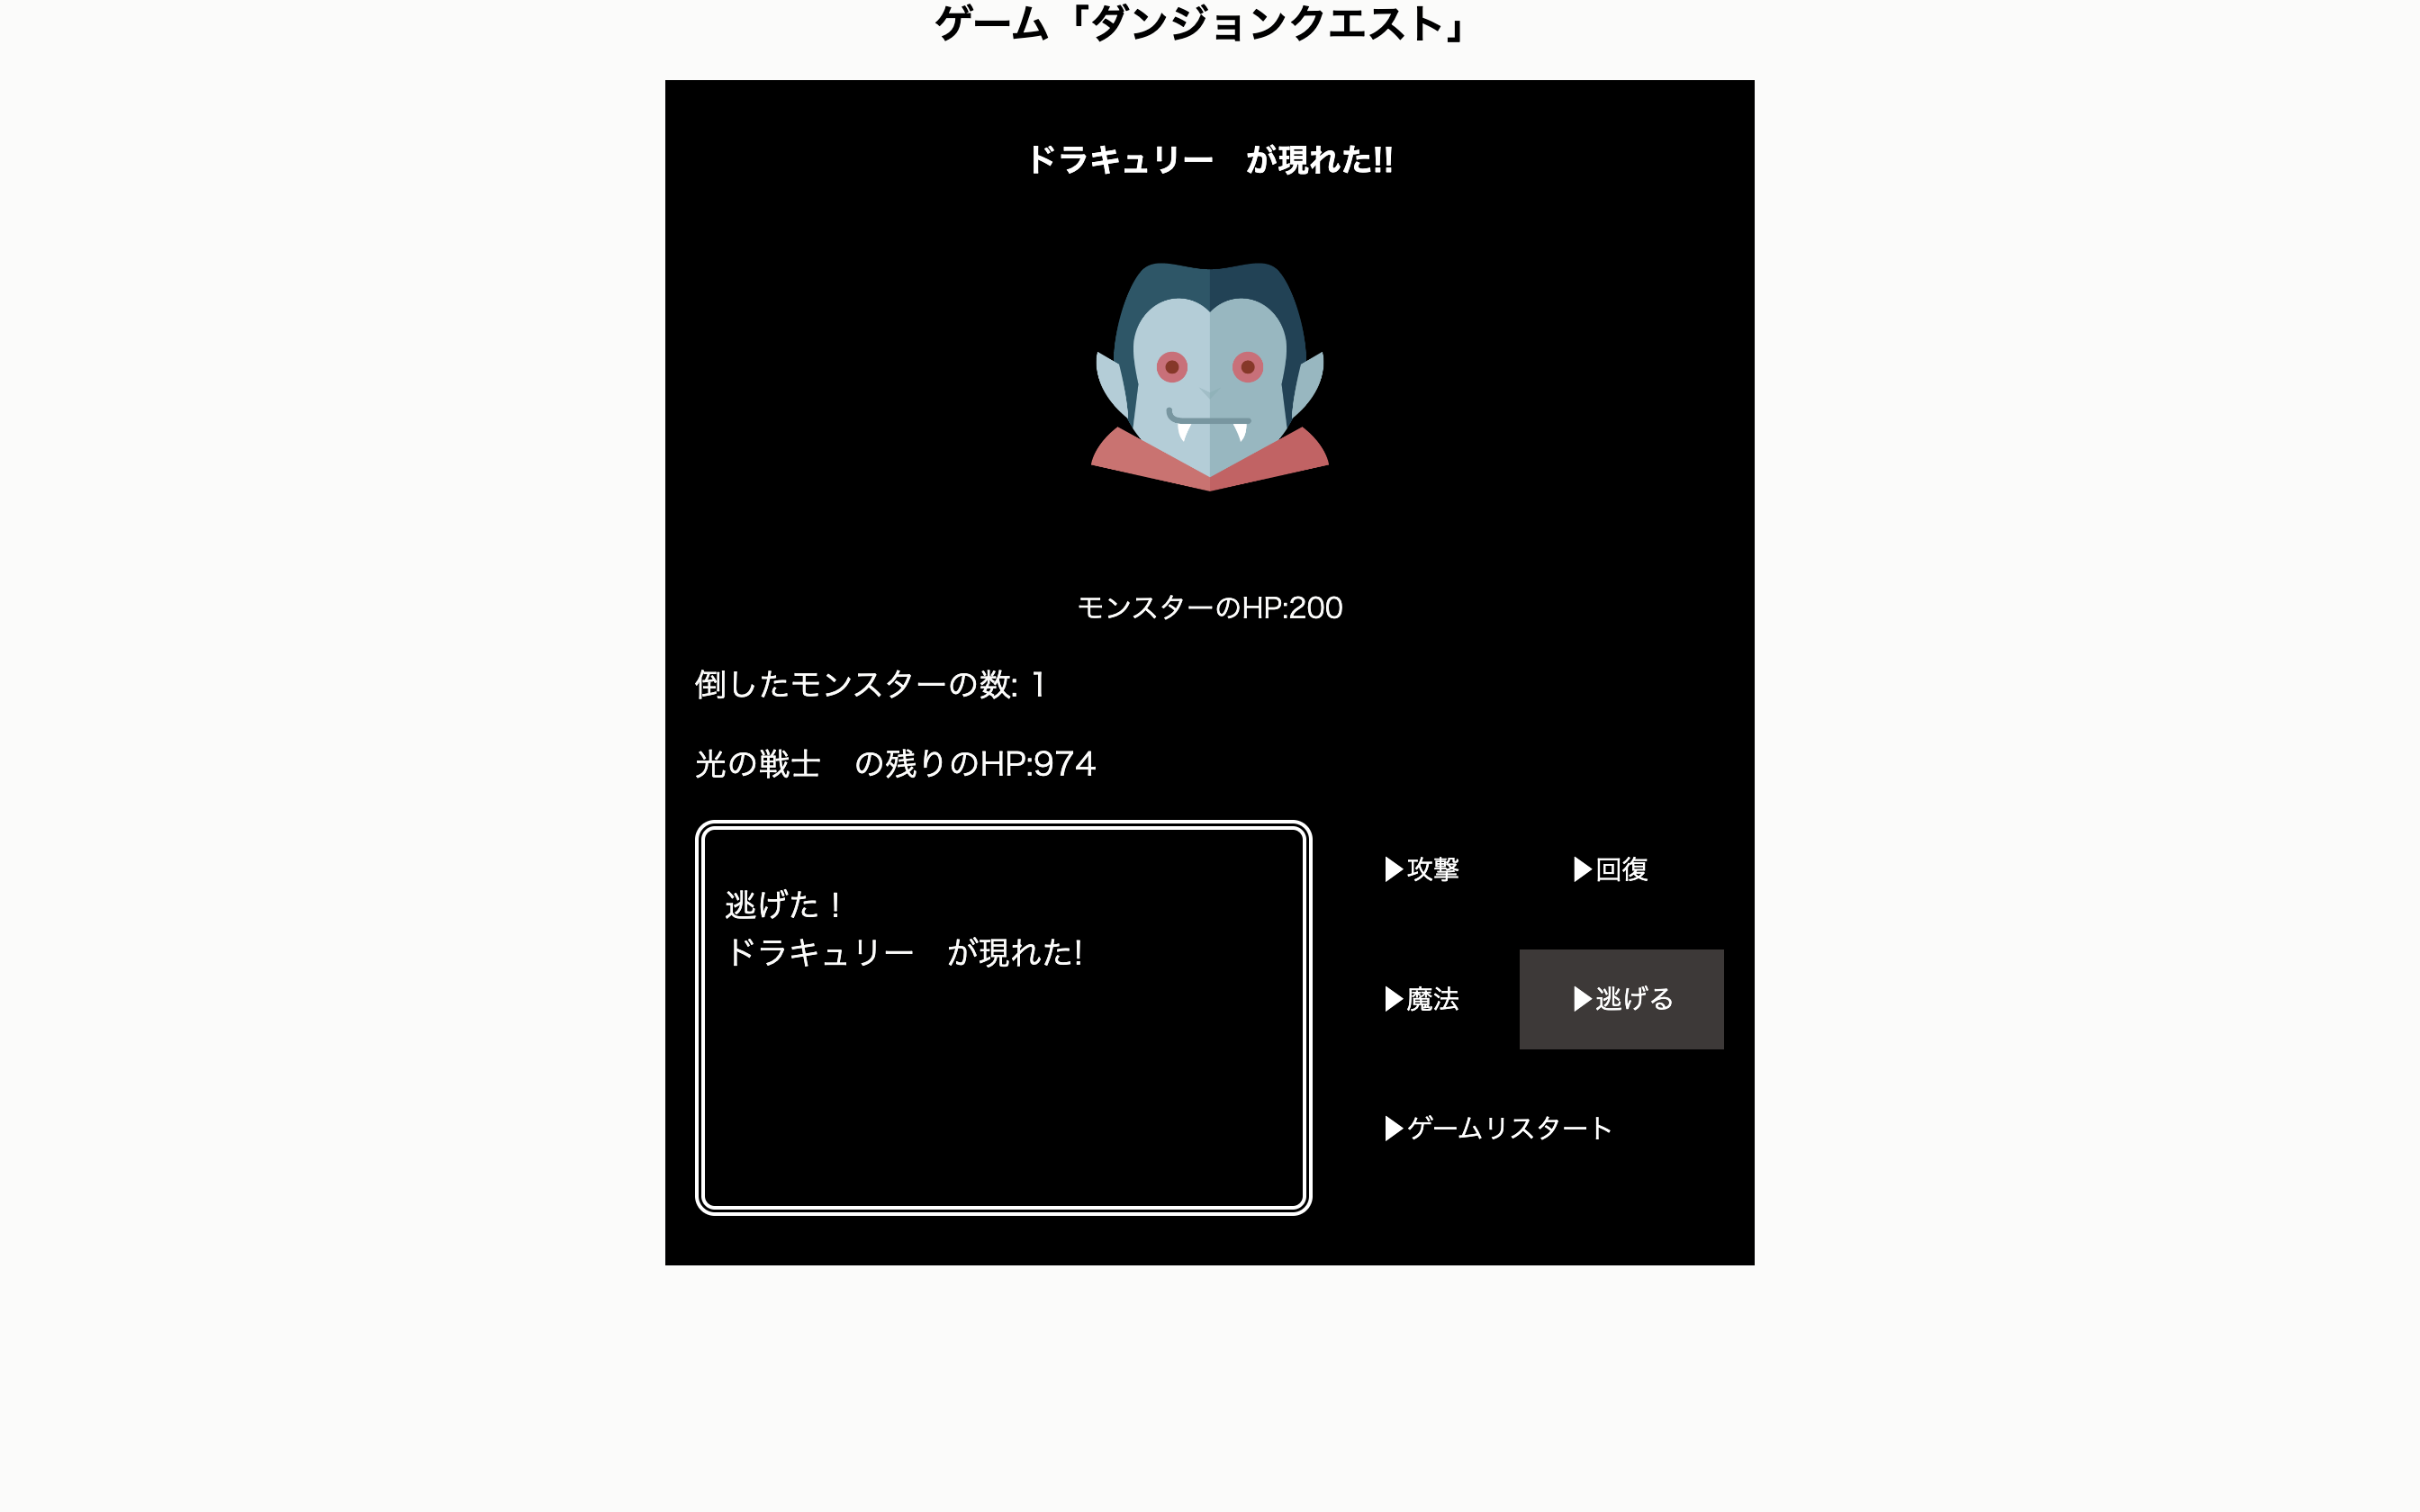 ゲーム「ダンジョンクエスト」
ドラキュリー　が現れた!!
モンスターのHP:200
倒したモンスターの数: 1
光の戦士　の残りのHP:974
逃げた！
ドラキュリー　が現れた!
▶攻撃
▶回復
▶魔法
▶逃げる
▶ゲームリスタート